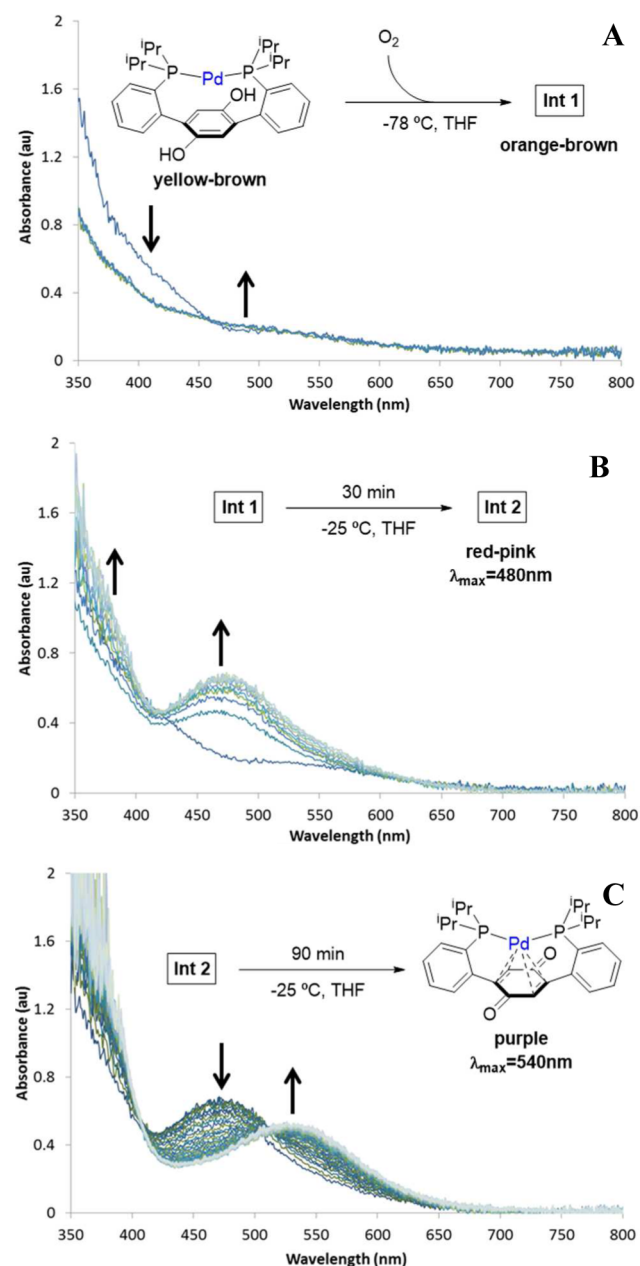 A
2
1.6
1.2
0.8
0.4
0
Absorbance (au)
350 400 450 500 550 600 650 700 750 800
Wavelength (nm)
iPr iPr
iPr P Pd P iPr
OH
HO
yellow-brown
O2
-78 ºC, THF
Int 1
orange-brown
B
2
1.6
1.2
0.8
0.4
0
Absorbance (au)
350 400 450 500 550 600 650 700 750 800
Wavelength (nm)
Int 1
30 min
-25 ºC, THF
Int 2
red-pink
λmax=480nm
C
2
1.6
1.2
0.8
0.4
0
Absorbance (au)
350 400 450 500 550 600 650 700 750 800
Wavelength (nm)
Int 2
90 min
-25 ºC, THF
iPr iPr
iPr P Pd P iPr
O
O
purple
λmax=540nm